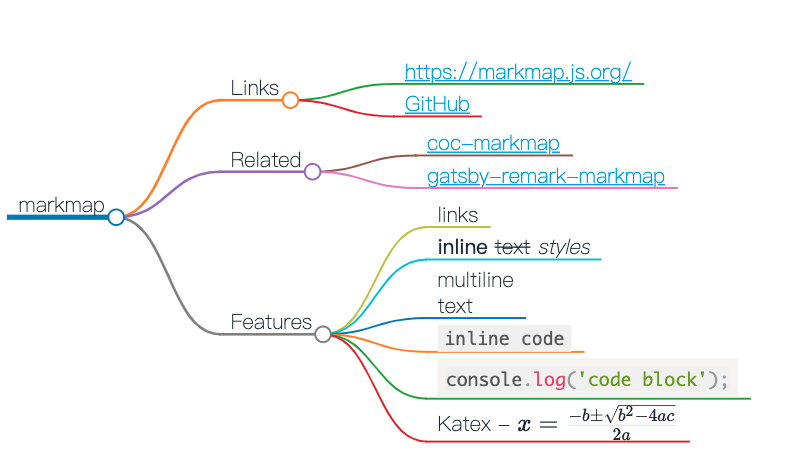 markmap
Links
https://markmap.js.org/
GitHub
Related
coc-markmap
gatsby-remark-markmap
Features
links
inline text styles
multiline
text
inline code
console.log('code block');
Katex - x = \frac{-b±\sqrt{b^2-4ac}}{2a}